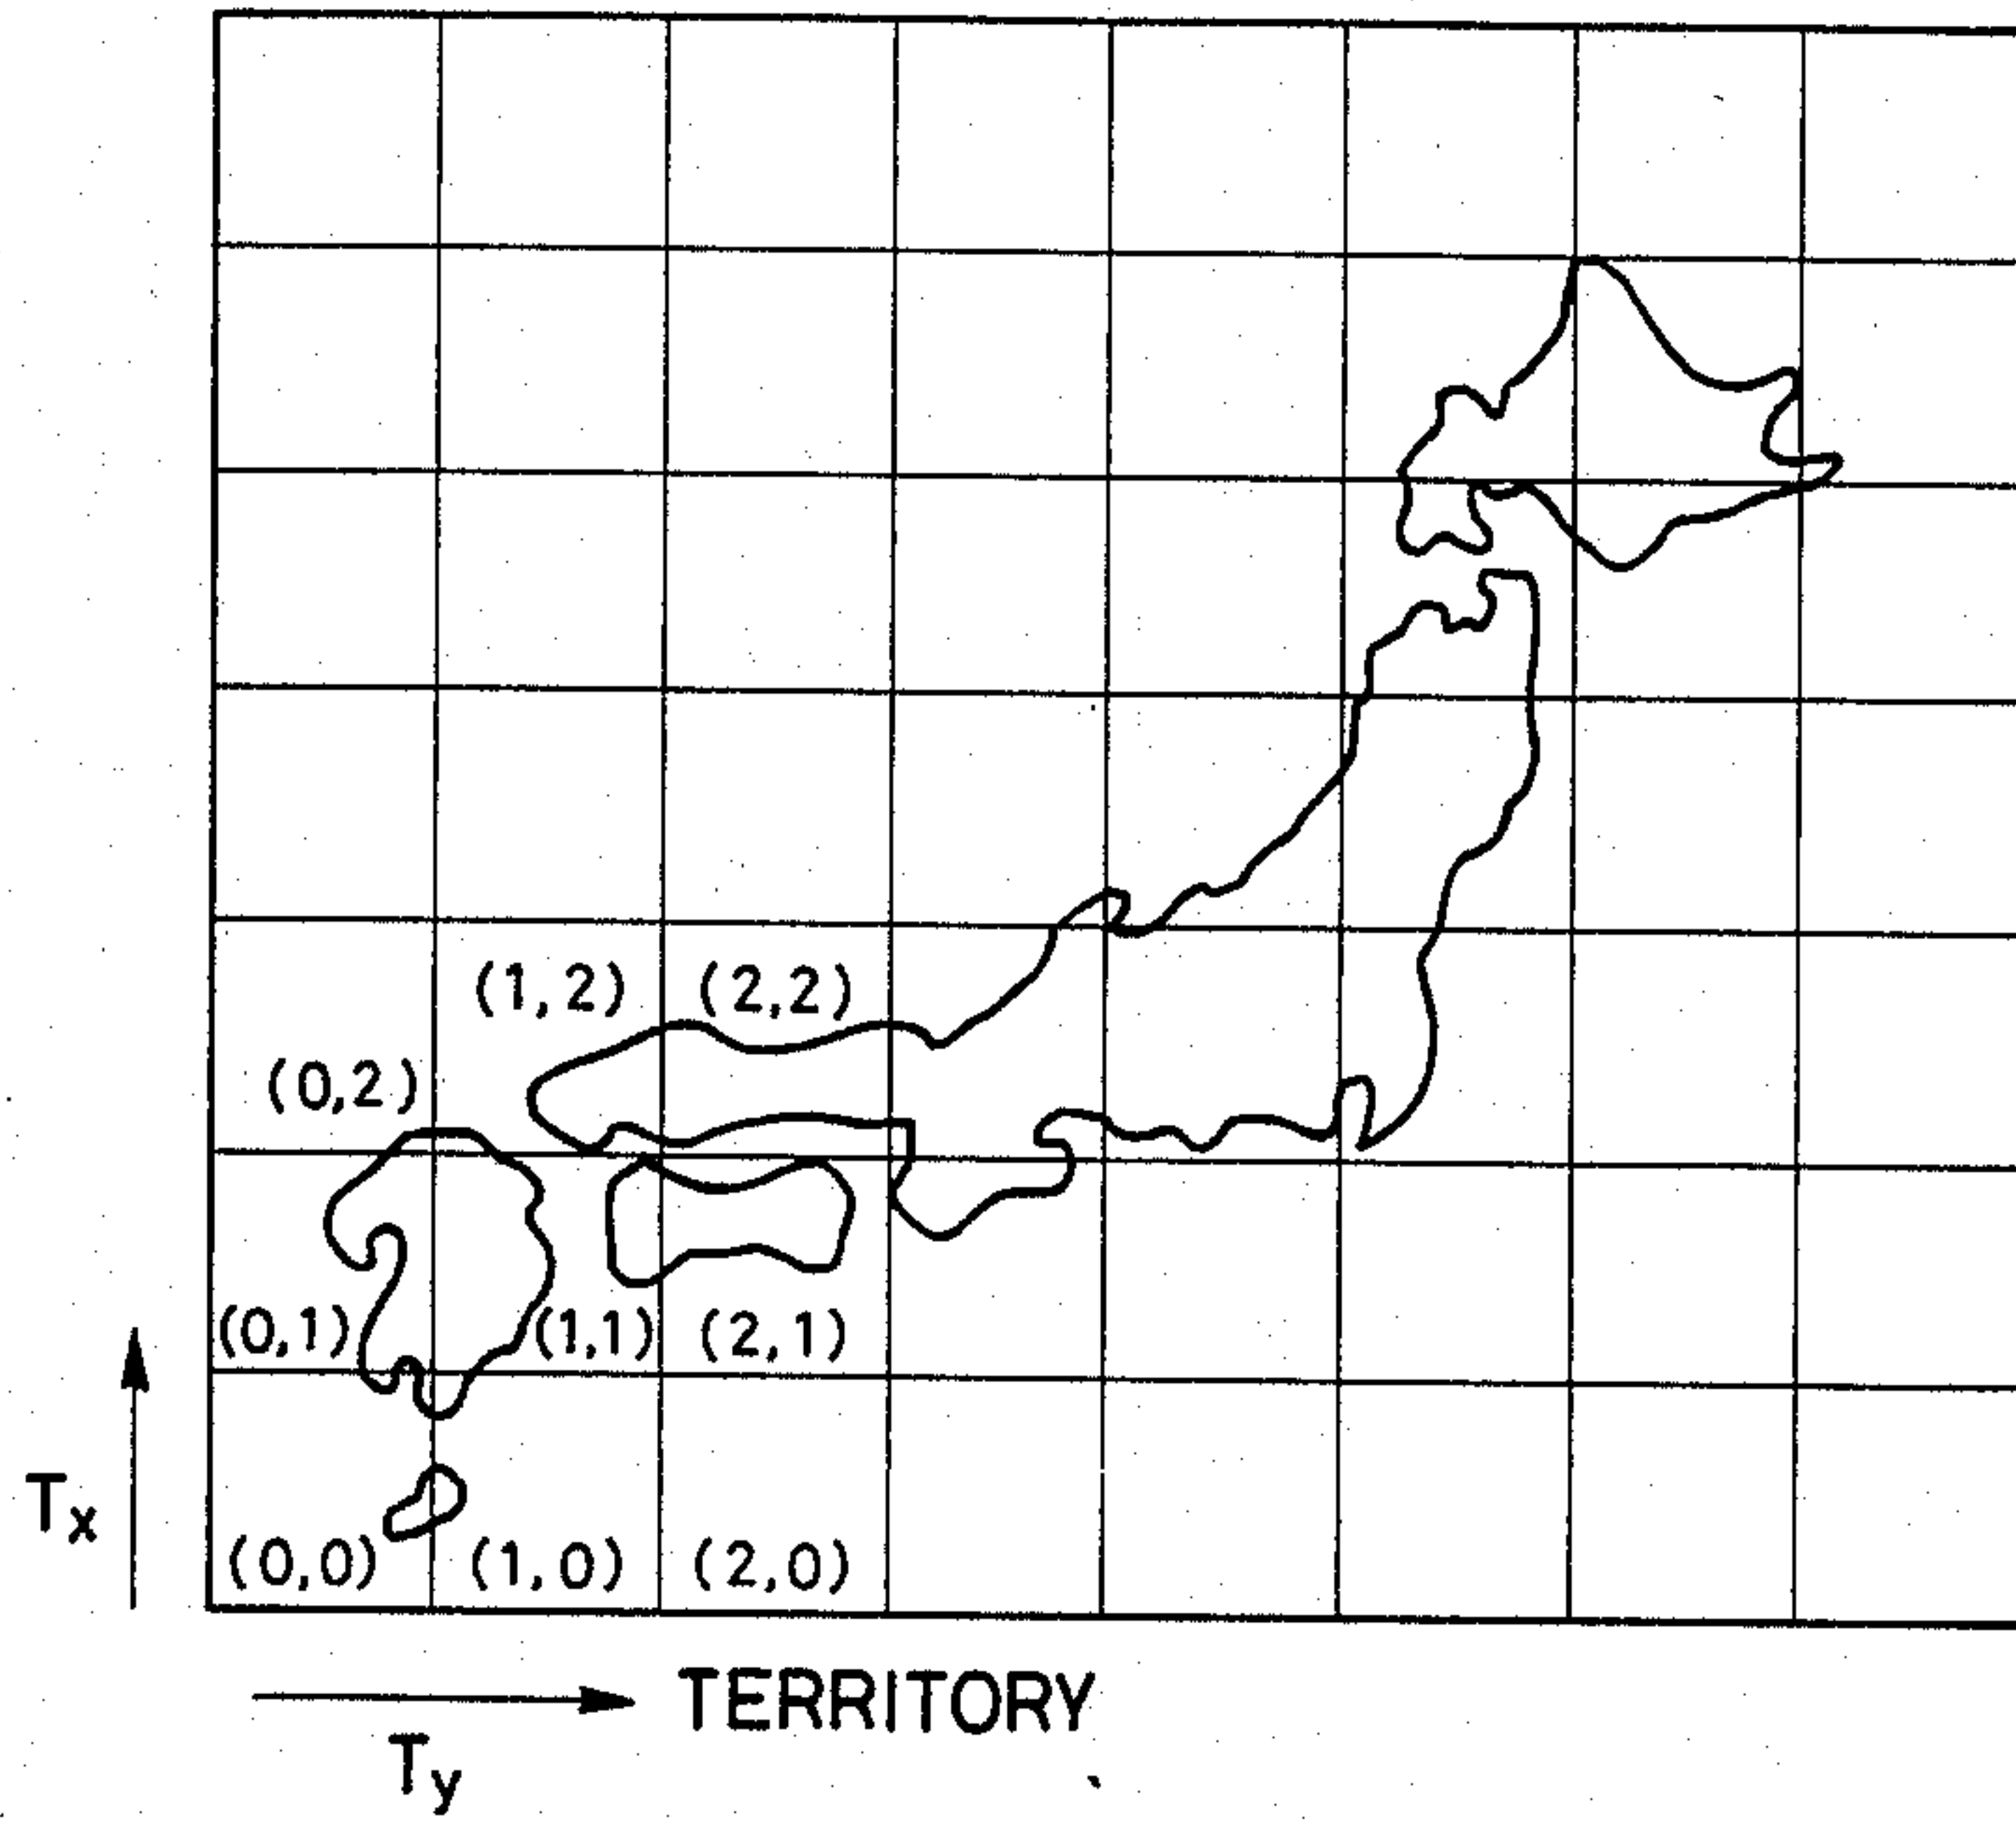 (1,2) (2,2)
(0,2)
(0,1) (1,1) (2,1)
Tx
(0,0) (1,0) (2,0)
TERRITORY
Ty